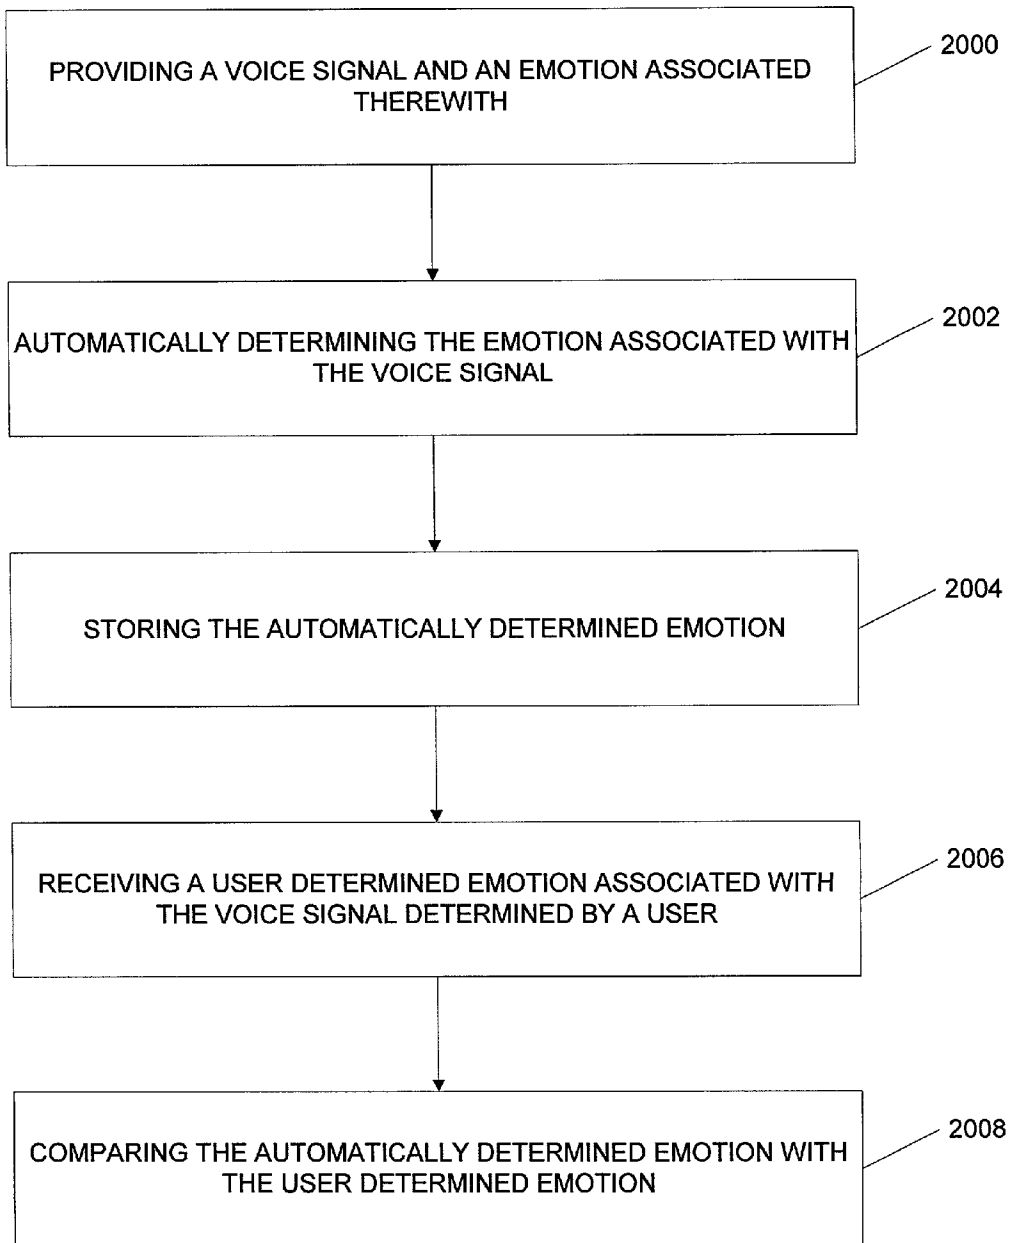 2000
PROVIDING A VOICE SIGNAL AND AN EMOTION ASSOCIATED
THEREWITH
2002
AUTOMATICALLY DETERMINING THE EMOTION ASSOCIATED WITH
THE VOICE SIGNAL
2004
STORING THE AUTOMATICALLY DETERMINED EMOTION
2006
RECEIVING A USER DETERMINED EMOTION ASSOCIATED WITH
THE VOICE SIGNAL DETERMINED BY A USER
2008
COMPARING THE AUTOMATICALLY DETERMINED EMOTION WITH
THE USER DETERMINED EMOTION